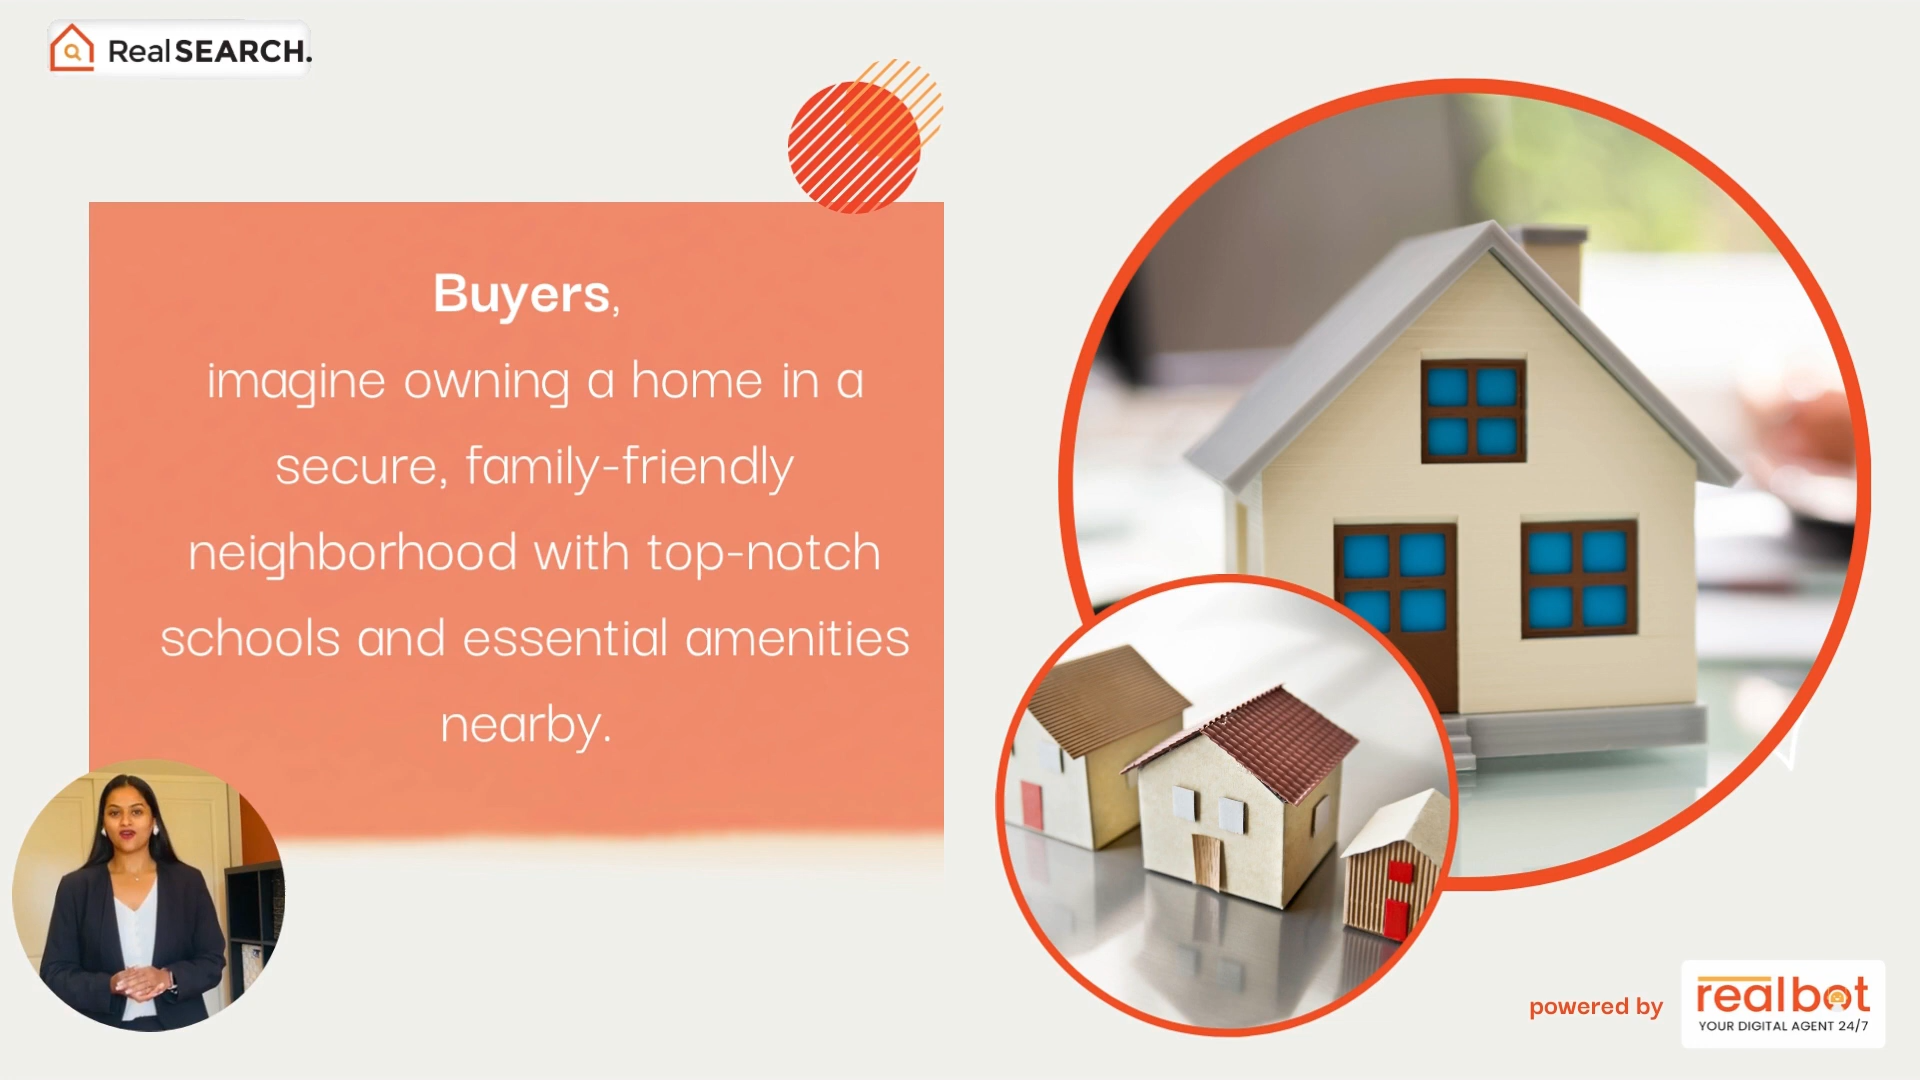 RealSEARCH.
Buyers,
imagine owning a home in a
secure, family-friendly
neighborhood with top-notch
schools and essential amenities
nearby.
powered by
realbot
YOUR DIGITAL AGENT 24/7